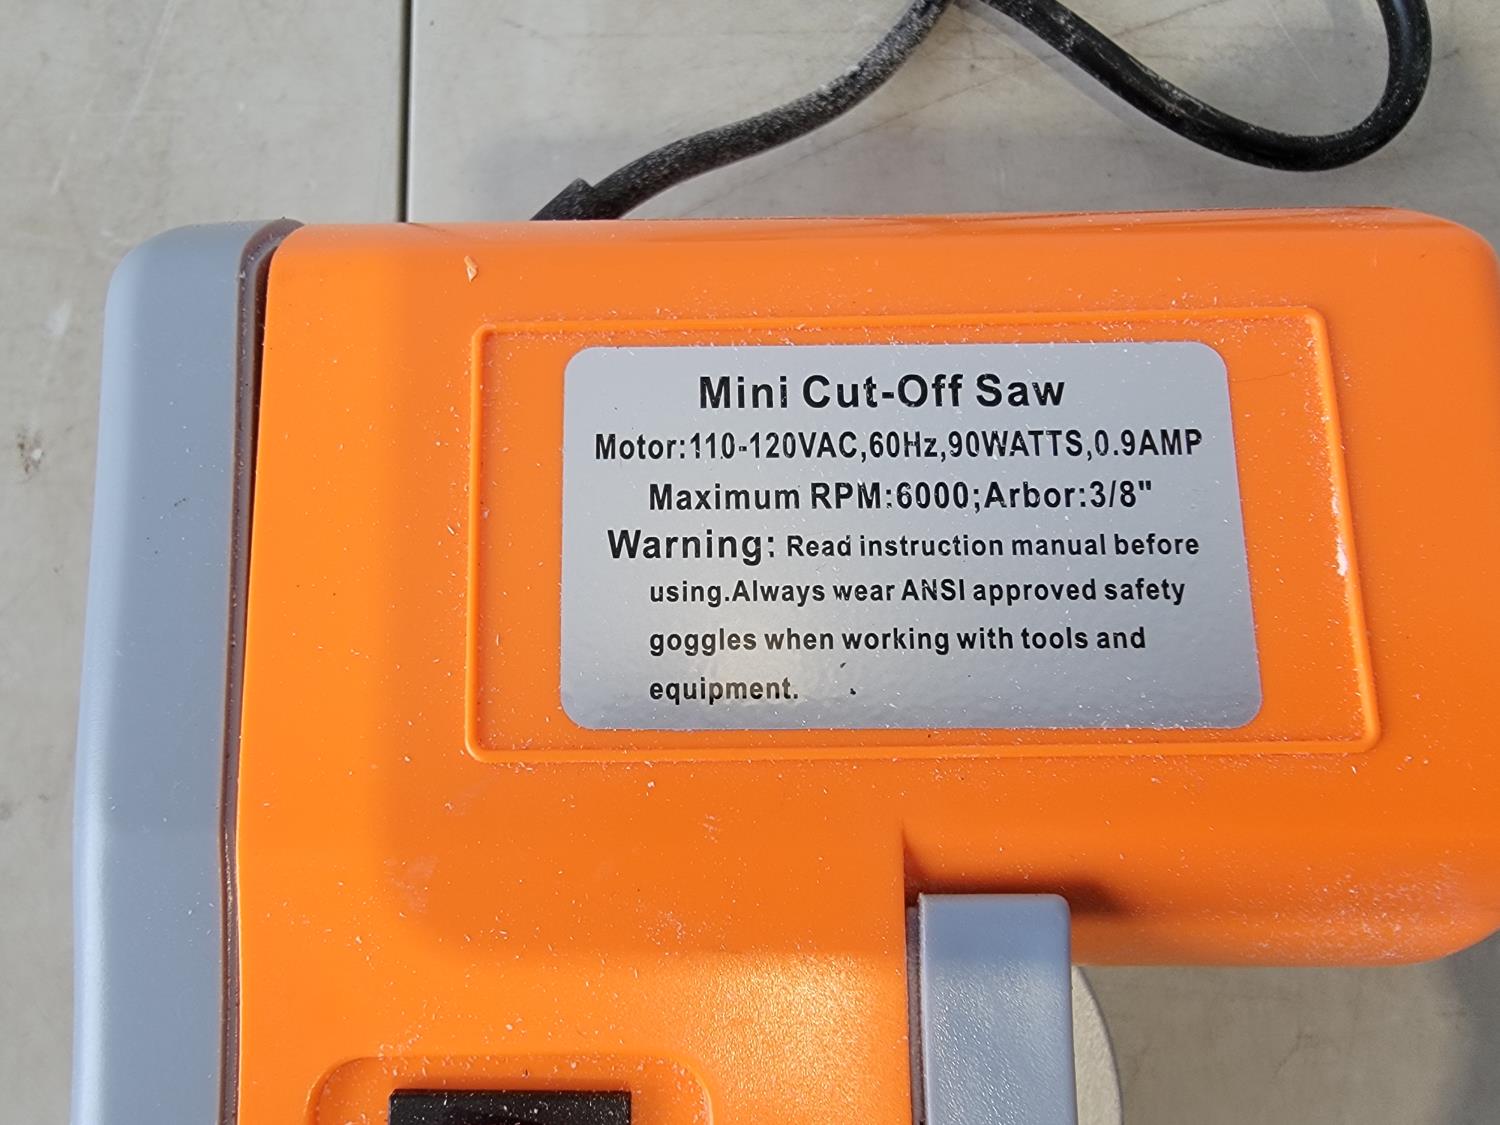 Mini Cut-Off Saw
Motor:110-120VAC,60Hz,90WATTS,0.9AMP
Maximum RPM:6000;Arbor:3/8"
Warning: Read instruction manual before
using.Always wear ANSI approved safety
goggles when working with tools and
equipment.